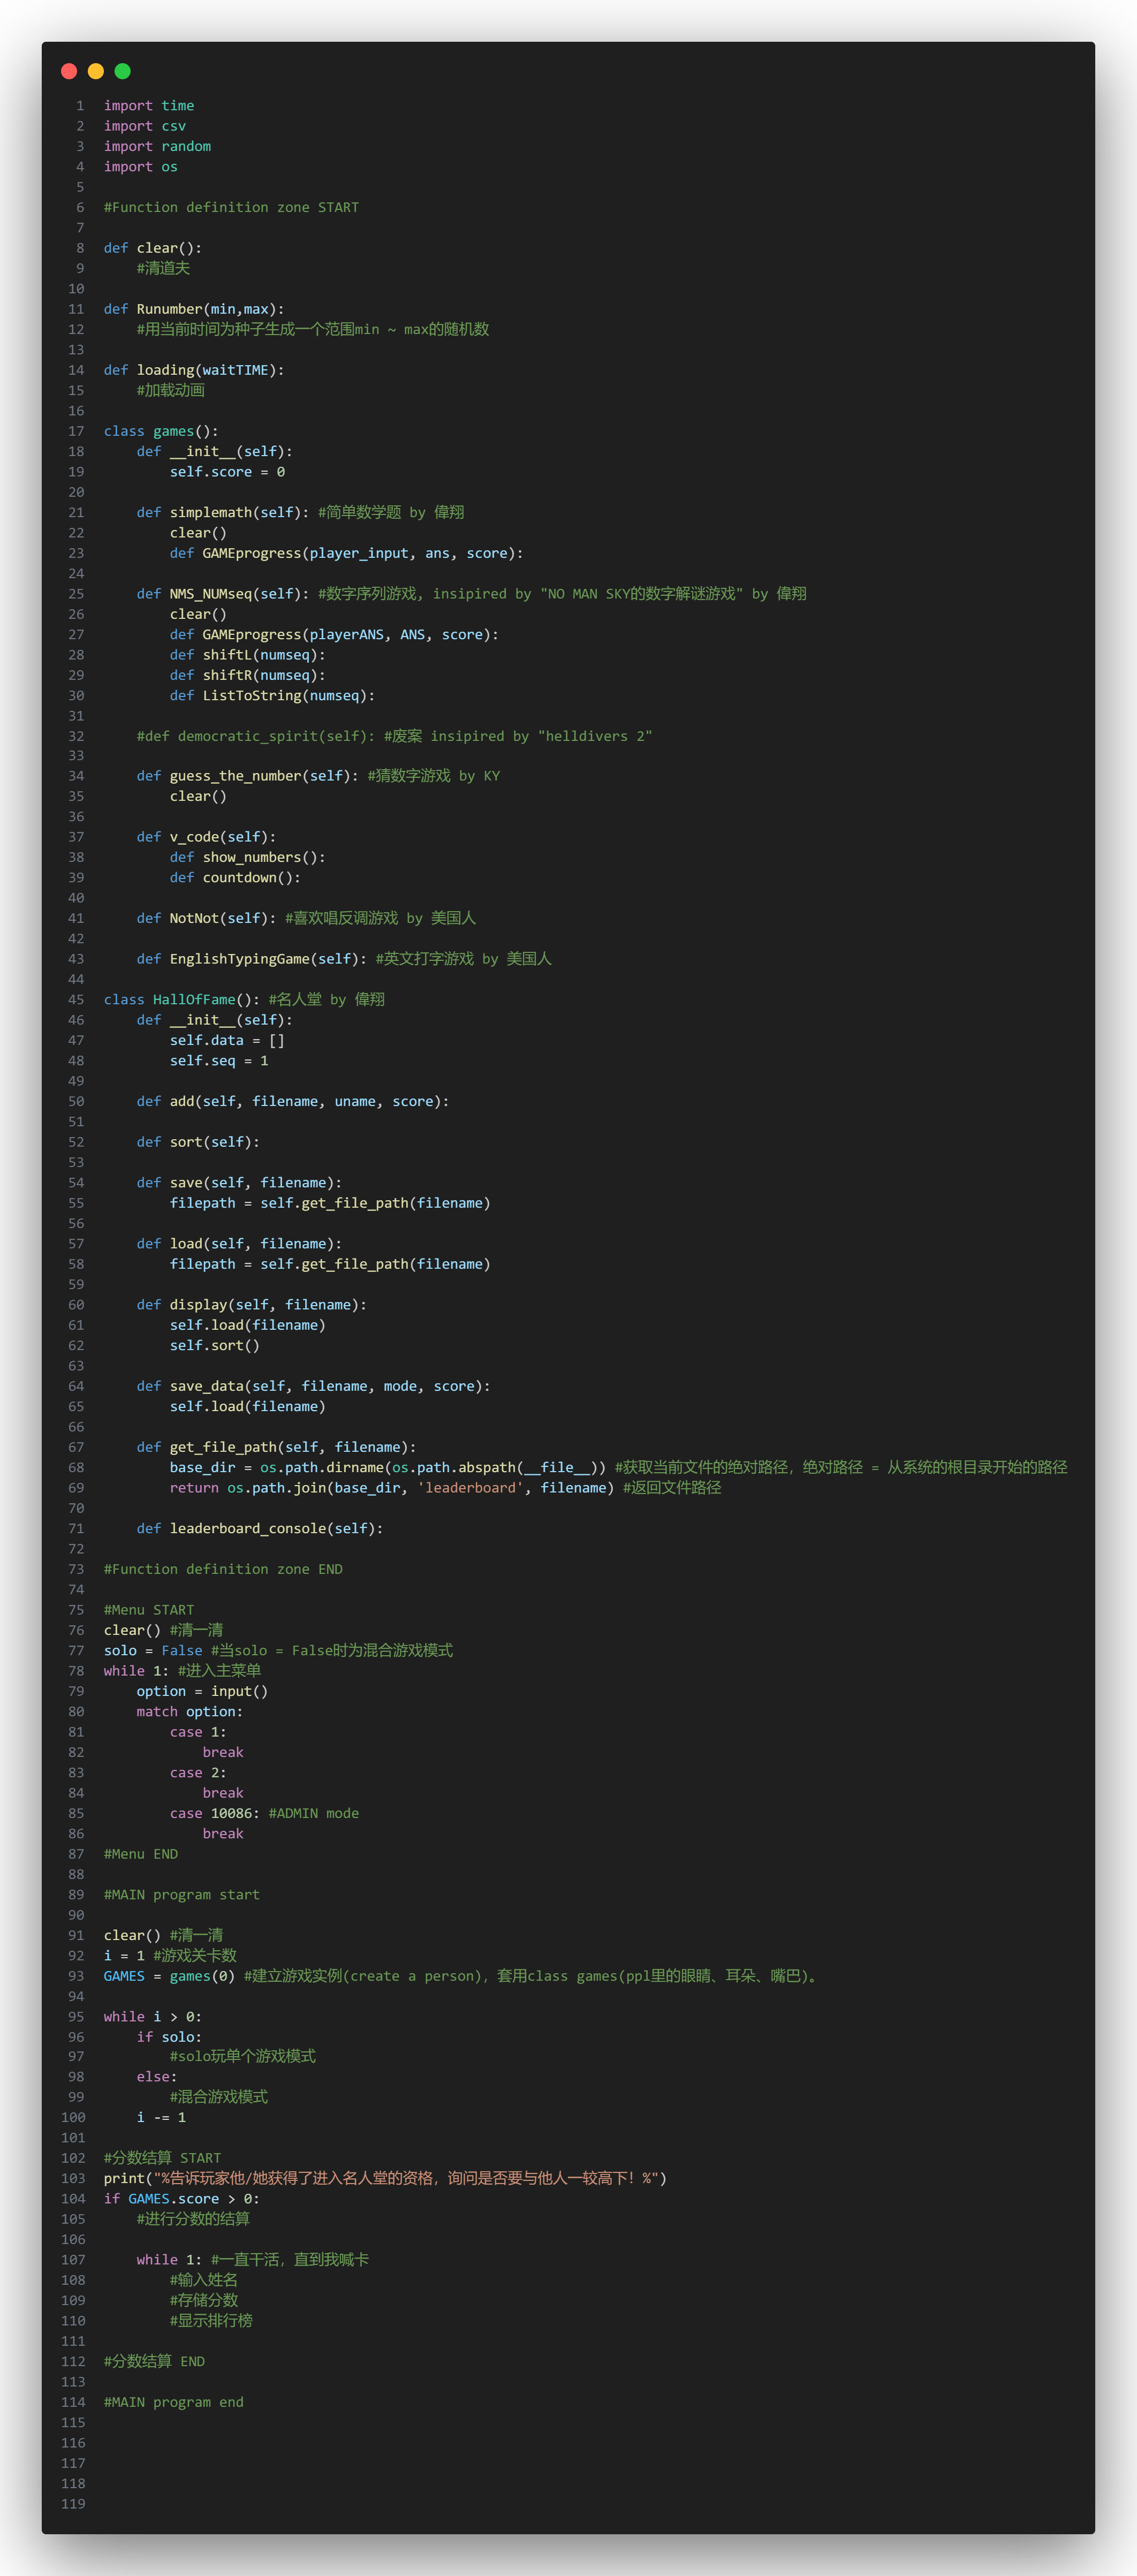 1 import time
2 import csv
3 import random
4 import os
5
6 #Function definition zone START
7
8 def clear():
9     #清道夫
10
11 def Runumber(min,max):
12     #用当前时间为种子生成一个范围min ~ max的随机数
13
14 def loading(waitTIME):
15     #加载动画
16
17 class games():
18     def __init__(self):
19         self.score = 0
20
21     def simplemath(self): #简单数学题 by 偉翔
22         clear()
23         def GAMEprogress(player_input, ans, score):
24
25     def NMS_NUMseq(self): #数字序列游戏, insipired by "NO MAN SKY的数字解谜游戏" by 偉翔
26         clear()
27         def GAMEprogress(playerANS, ANS, score):
28         def shiftL(numseq):
29         def shiftR(numseq):
30         def ListToString(numseq):
31
32     #def democratic_spirit(self): #废案 insipired by "helldivers 2"
33
34     def guess_the_number(self): #猜数字游戏 by KY
35         clear()
36
37     def v_code(self):
38         def show_numbers():
39         def countdown():
40
41     def NotNot(self): #喜欢唱反调游戏 by 美国人
42
43     def EnglishTypingGame(self): #英文打字游戏 by 美国人
44
45 class HallOfFame(): #名人堂 by 偉翔
46     def __init__(self):
47         self.data = []
48         self.seq = 1
49
50     def add(self, filename, uname, score):
51
52     def sort(self):
53
54     def save(self, filename):
55         filepath = self.get_file_path(filename)
56
57     def load(self, filename):
58         filepath = self.get_file_path(filename)
59
60     def display(self, filename):
61         self.load(filename)
62         self.sort()
63
64     def save_data(self, filename, mode, score):
65         self.load(filename)
66
67     def get_file_path(self, filename):
68         base_dir = os.path.dirname(os.path.abspath(__file__)) #获取当前文件的绝对路径，绝对路径 = 从系统的根目录开始的路径
69         return os.path.join(base_dir, 'leaderboard', filename) #返回文件路径
70
71     def leaderboard_console(self):
72
73 #Function definition zone END
74
75 #Menu START
76 clear() #清一清
77 solo = False #当solo = False时为混合游戏模式
78 while 1: #进入主菜单
79     option = input()
80     match option:
81         case 1:
82             break
83         case 2:
84             break
85         case 10086: #ADMIN mode
86             break
87 #Menu END
88
89 #MAIN program start
90
91 clear() #清一清
92 i = 1 #游戏关卡数
93 GAMES = games(0) #建立游戏实例(create a person)，套用class games(ppl里的眼睛、耳朵、嘴巴)。
94
95 while i > 0:
96     if solo:
97         #solo玩单个游戏模式
98     else:
99         #混合游戏模式
100     i -= 1
101
102 #分数结算 START
103 print("%告诉玩家他/她获得了进入名人堂的资格，询问是否要与他人一较高下！%")
104 if GAMES.score > 0:
105     #进行分数的结算
106
107     while 1: #一直干活，直到我喊卡
108         #输入姓名
109         #存储分数
110         #显示排行榜
111
112 #分数结算 END
113
114 #MAIN program end
115
116
117
118
119